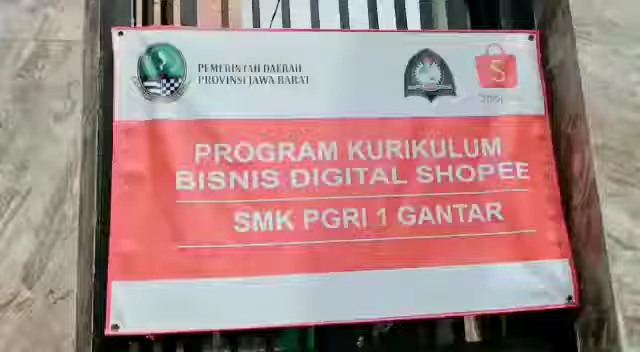 PEMERINTAH DAERAH
PROVINSI JAWA BARAT
S
PROGRAM KURIKULUM
BISNIS DIGITAL SHOPEE
SMK PGRI 1 GANTAR